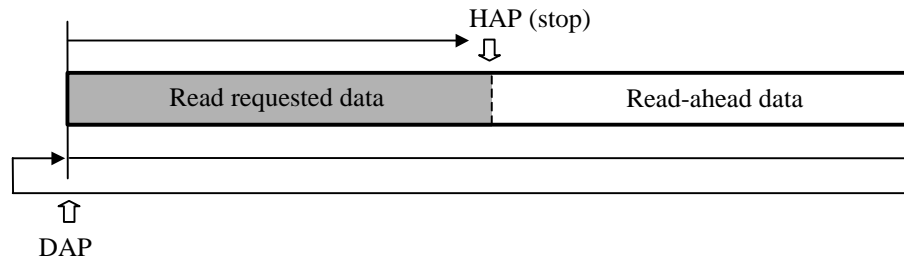 HAP (stop)
Read requested data
Read-ahead data
DAP